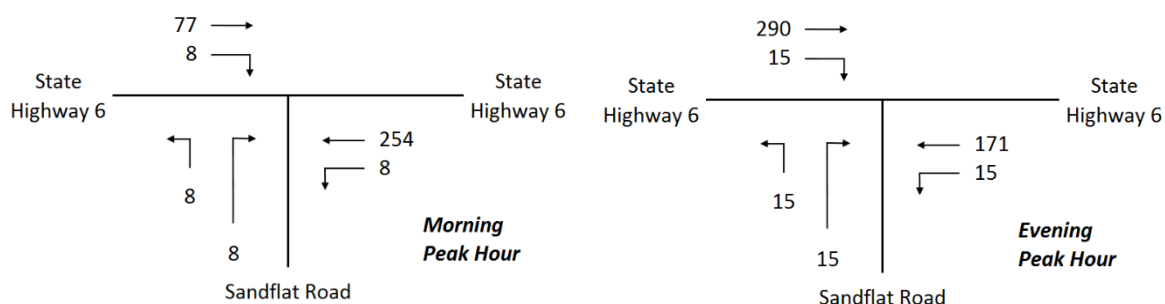 77
8
State
Highway 6
State
Highway 6
254
8
8
8
Morning
Peak Hour
Sandflat Road
290
15
State
Highway 6
State
Highway 6
171
15
15
15
Evening
Peak Hour
Sandflat Road